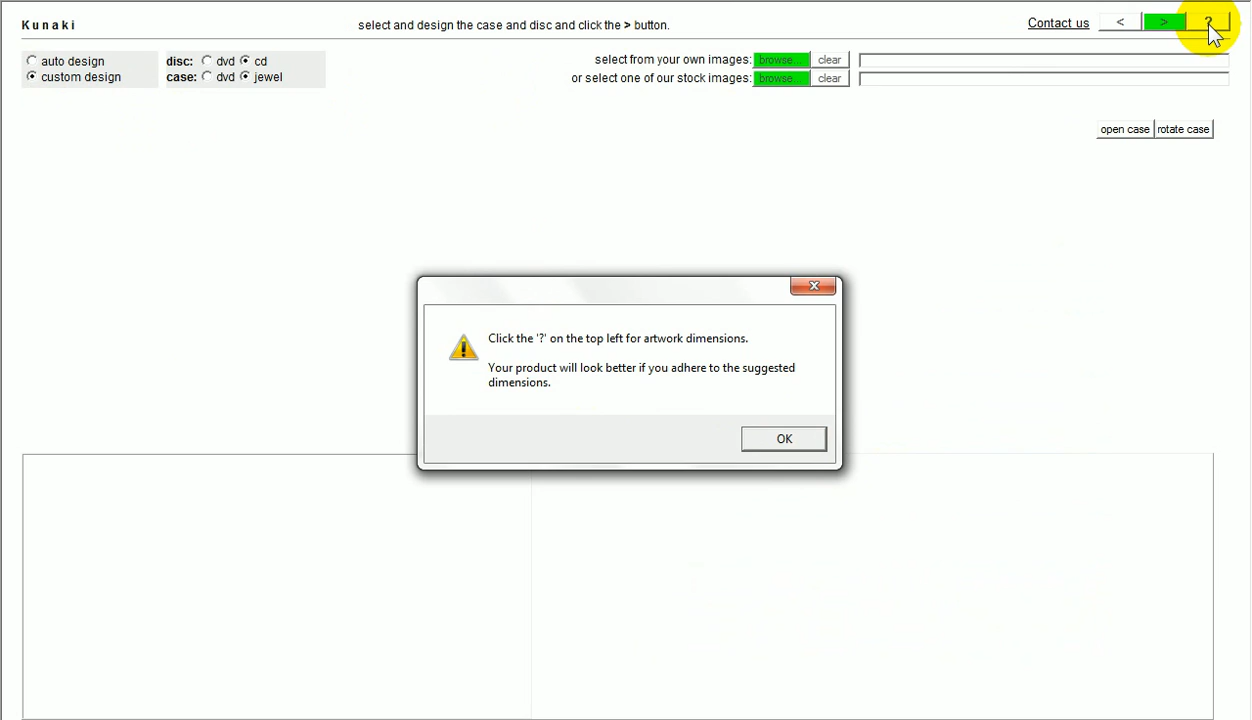 Kunaki
select and design the case and disc and click the > button.
Contact us
<
>
?
auto design
custom design
disc: dvd cd
case: dvd jewel
select from your own images: browse... clear
or select one of our stock images: browse... clear
open case rotate case
Click the '?' on the top left for artwork dimensions.
Your product will look better if you adhere to the suggested
dimensions.
OK